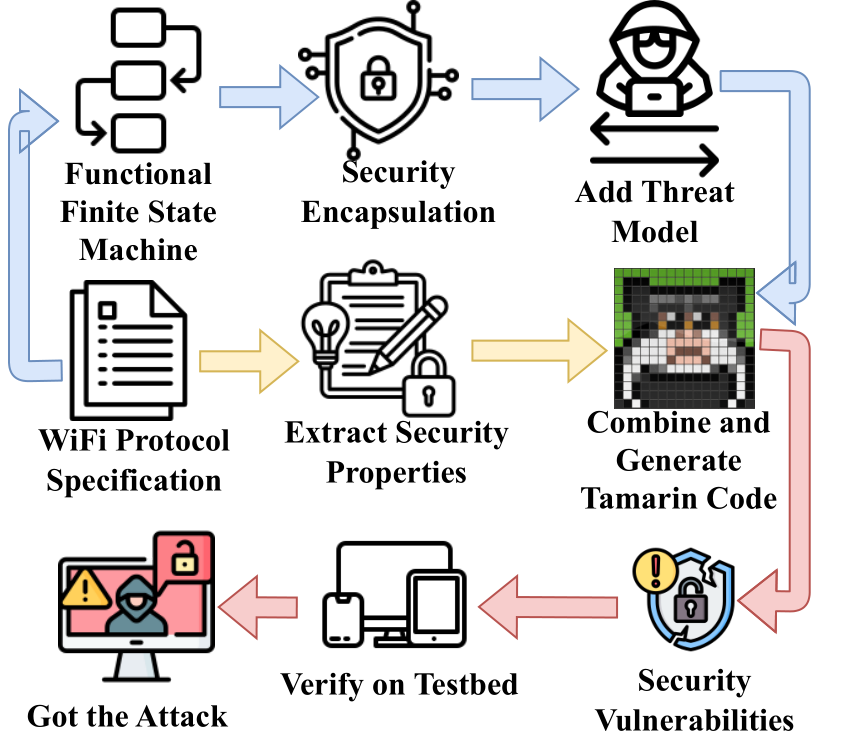 Functional
Finite State
Machine
Security
Encapsulation
Add Threat
Model
WiFi Protocol
Specification
Extract Security
Properties
Combine and
Generate
Tamarin Code
Got the Attack
Verify on Testbed
Security
Vulnerabilities